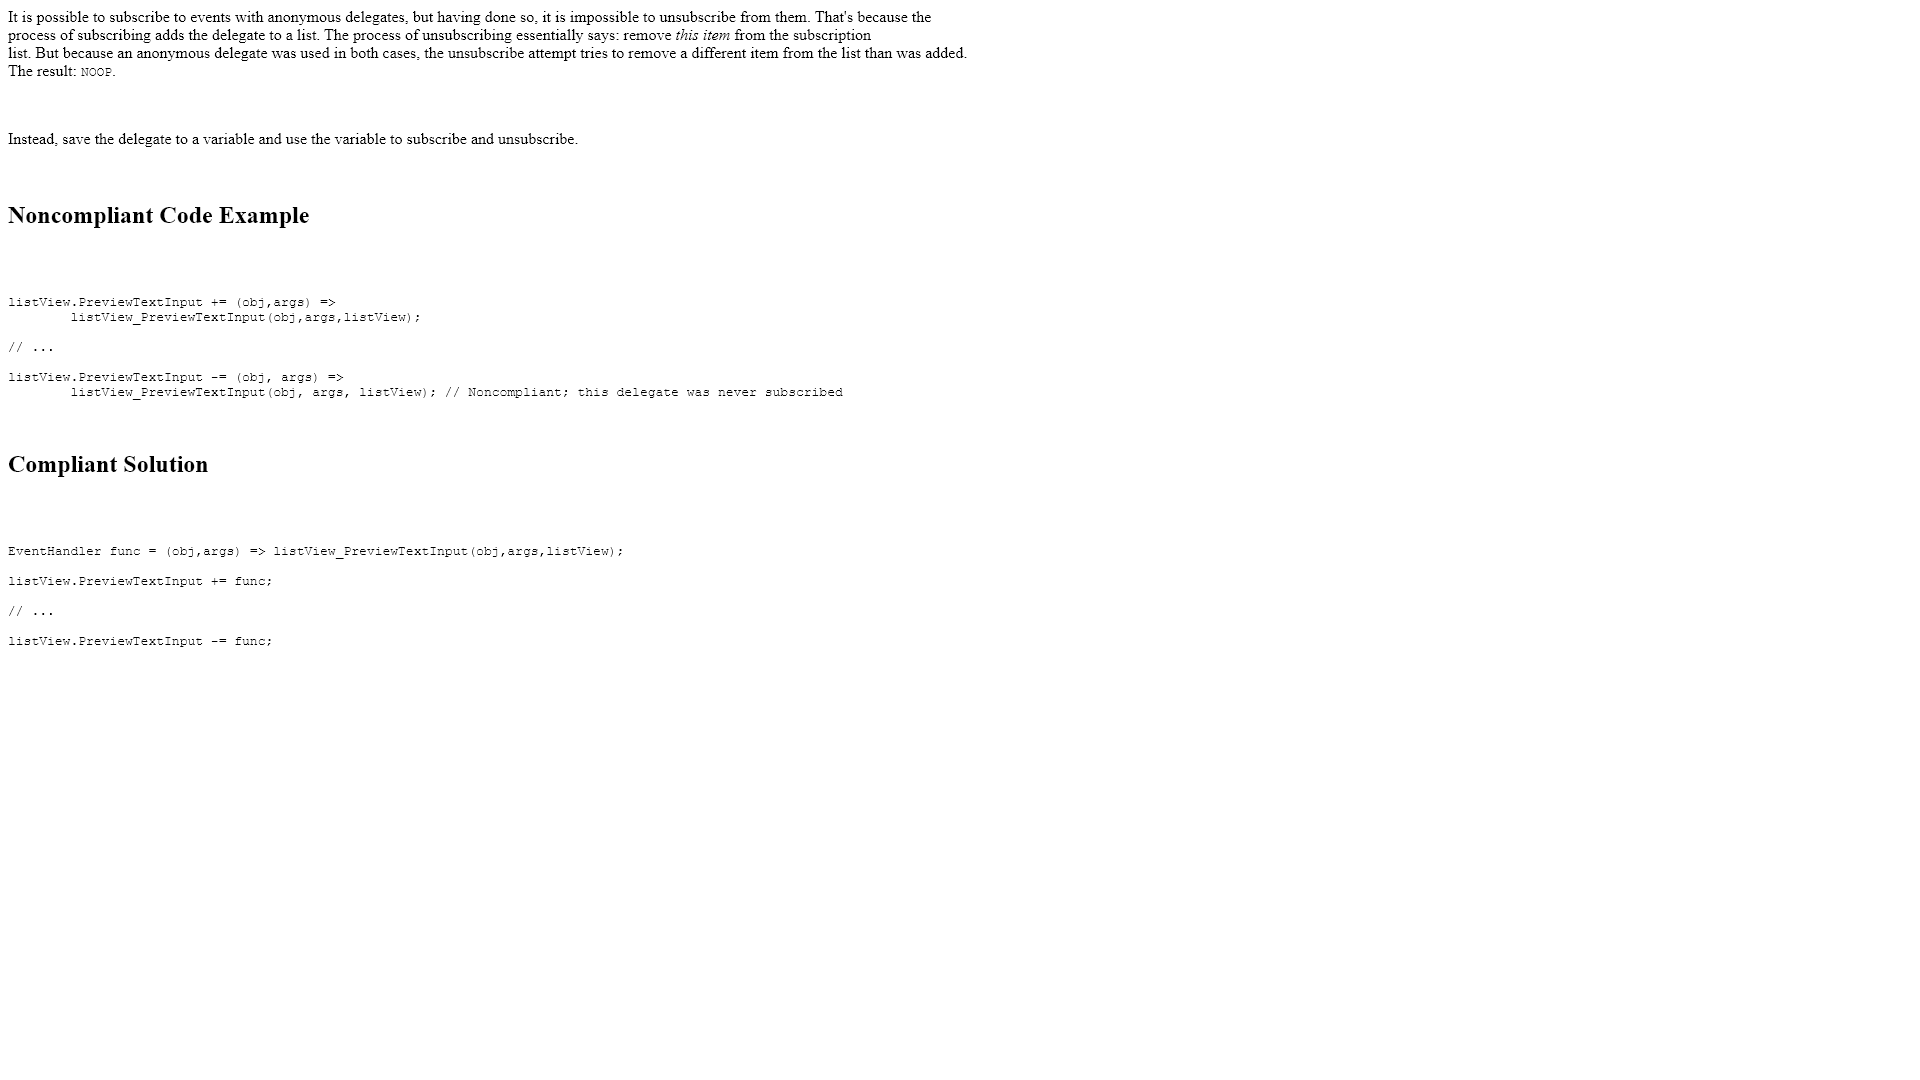 It is possible to subscribe to events with anonymous delegates, but having done so, it is impossible to unsubscribe from them. That's because the
process of subscribing adds the delegate to a list. The process of unsubscribing essentially says: remove this item from the subscription
list. But because an anonymous delegate was used in both cases, the unsubscribe attempt tries to remove a different item from the list than was added.
The result: NOOP.
Instead, save the delegate to a variable and use the variable to subscribe and unsubscribe.
Noncompliant Code Example
listView.PreviewTextInput += (obj,args) =>
        listView_PreviewTextInput(obj,args,listView);
// ...
listView.PreviewTextInput -= (obj, args) =>
        listView_PreviewTextInput(obj, args, listView); // Noncompliant; this delegate was never subscribed
Compliant Solution
EventHandler func = (obj,args) => listView_PreviewTextInput(obj,args,listView);
listView.PreviewTextInput += func;
// ...
listView.PreviewTextInput -= func;